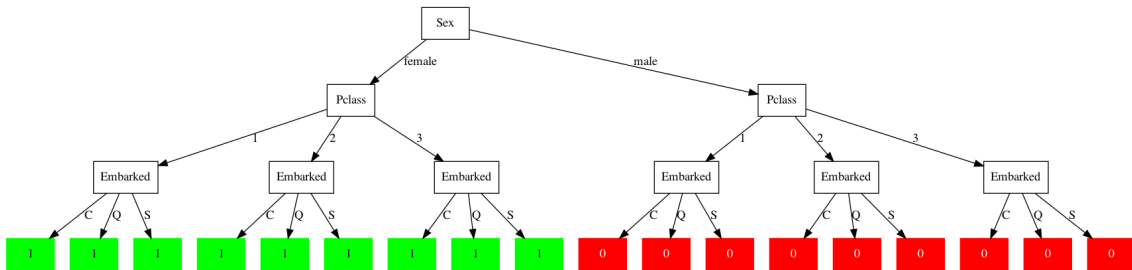 Sex
female male
Pclass Pclass
1 2 3 1 2 3
Embarked Embarked Embarked Embarked Embarked Embarked
C Q S C Q S C Q S C Q S C Q S C Q S
1 1 1 1 1 1 1 1 1 0 0 0 0 0 0 0 0 0